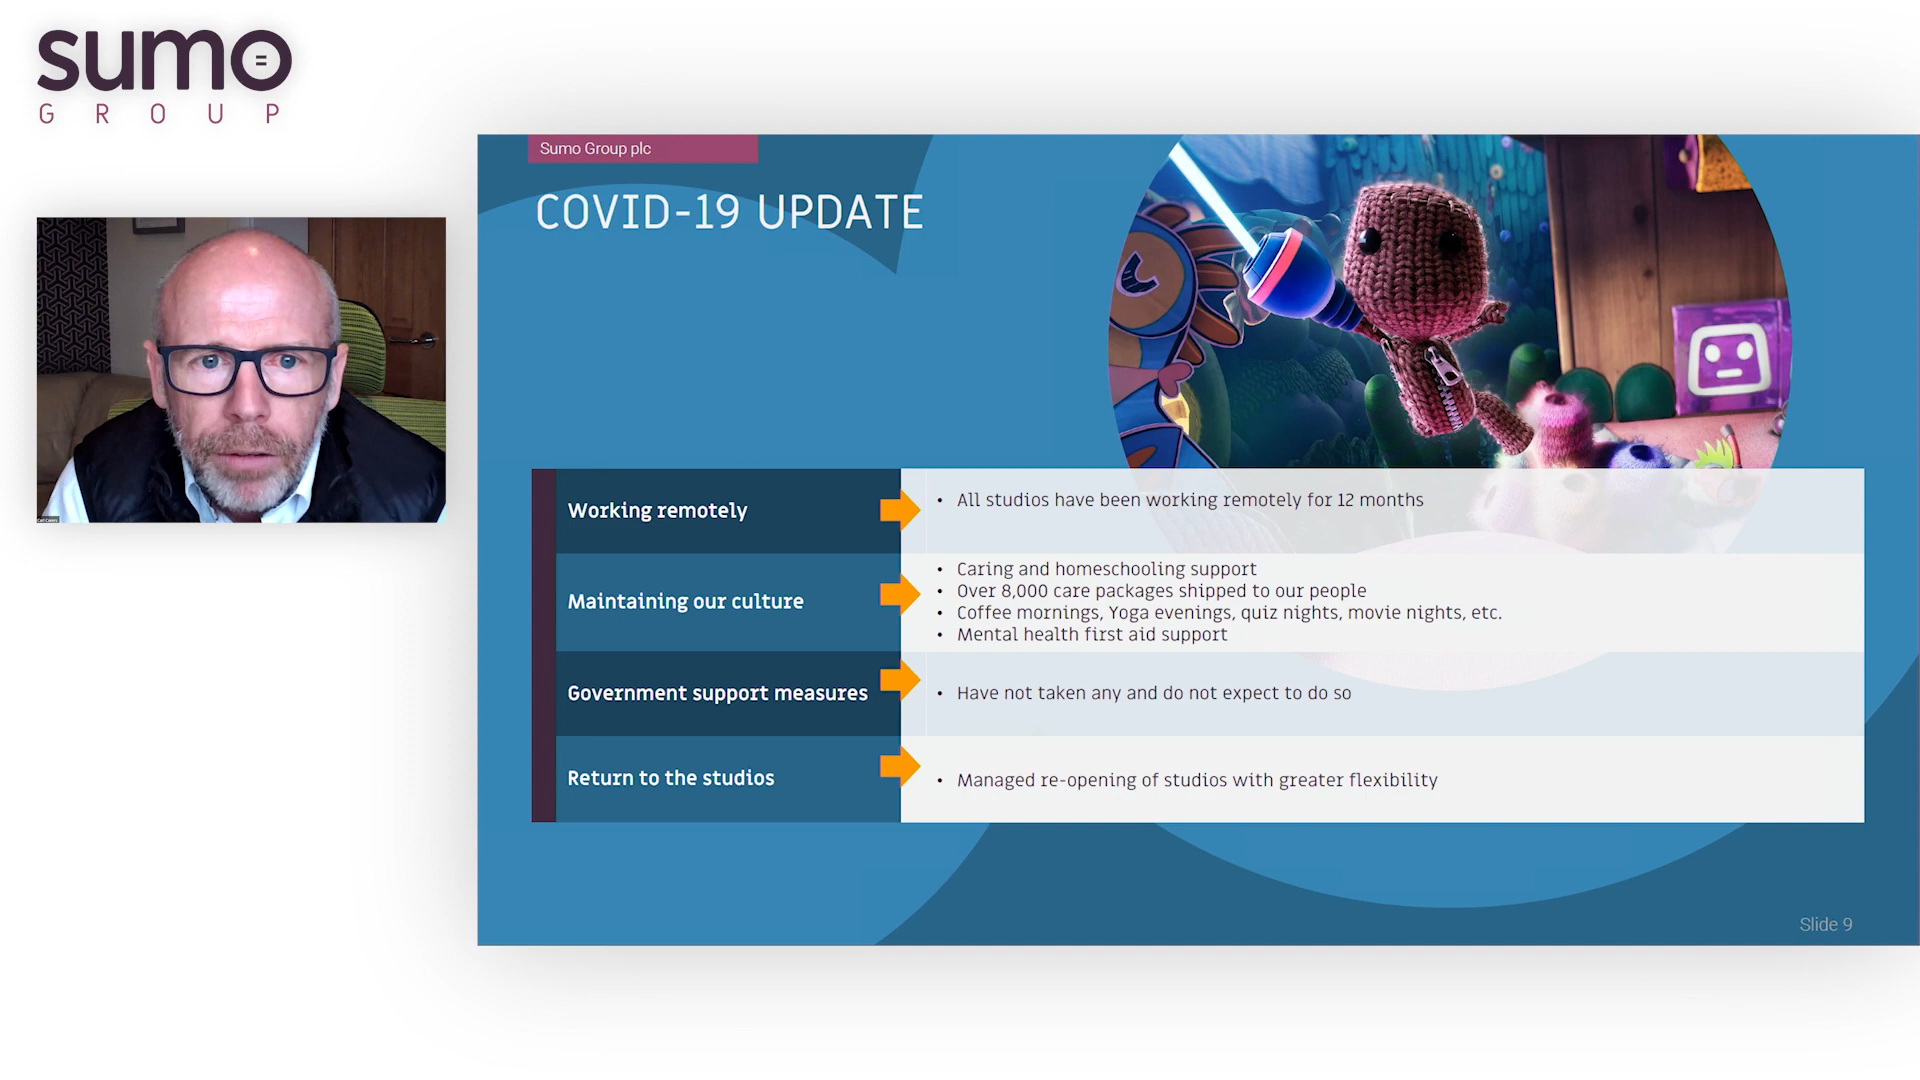 sumo
GROUP
Sumo Group plc
COVID-19 UPDATE
Working remotely
• All studios have been working remotely for 12 months
Maintaining our culture
• Caring and homeschooling support
• Over 8,000 care packages shipped to our people
• Coffee mornings, Yoga evenings, quiz nights, movie nights, etc.
• Mental health first aid support
Government support measures
• Have not taken any and do not expect to do so
Return to the studios
• Managed re-opening of studios with greater flexibility
Slide 9